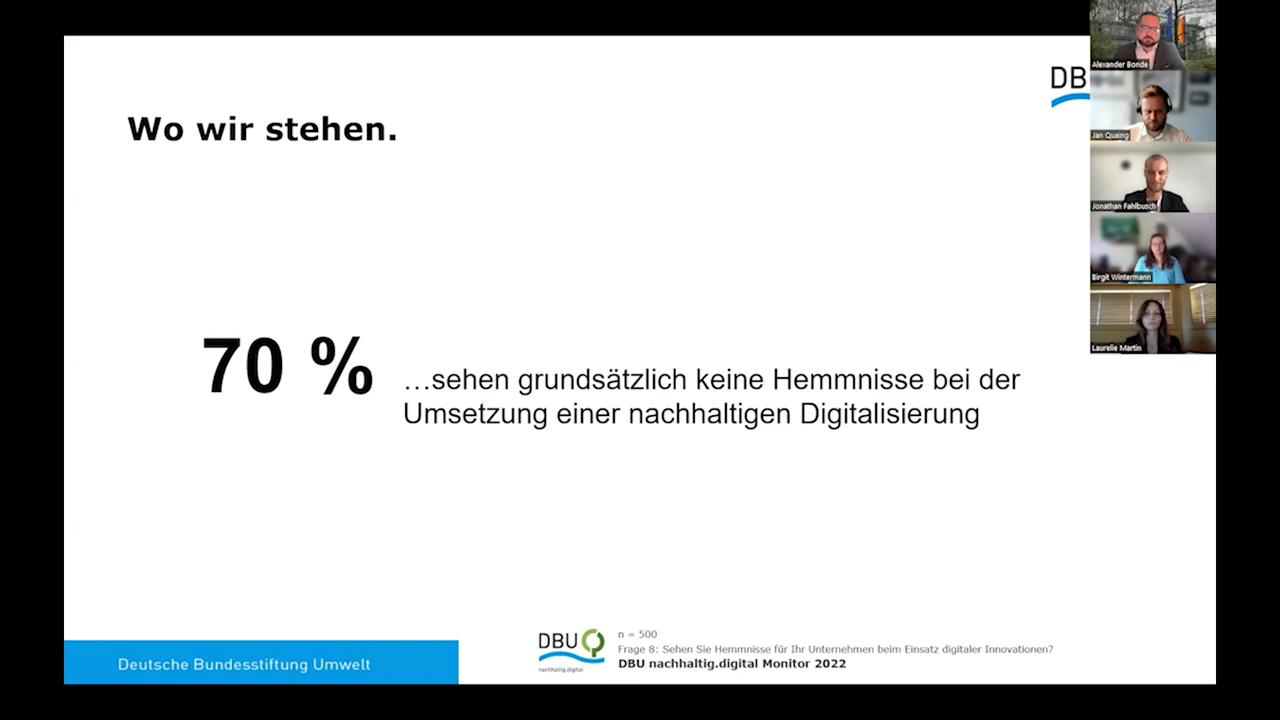 Wo wir stehen.
DB
70 %
…sehen grundsätzlich keine Hemmnisse bei der
Umsetzung einer nachhaltigen Digitalisierung
Deutsche Bundesstiftung Umwelt
DBU
nachhaltig.digital
n = 500
Frage 8: Sehen Sie Hemmnisse für Ihr Unternehmen beim Einsatz digitaler Innovationen?
DBU nachhaltig.digital Monitor 2022
Alexander Bonde
Jan Quaing
Jonathan Fahlbusch
Birgit Wintermann
Laurelie Martin